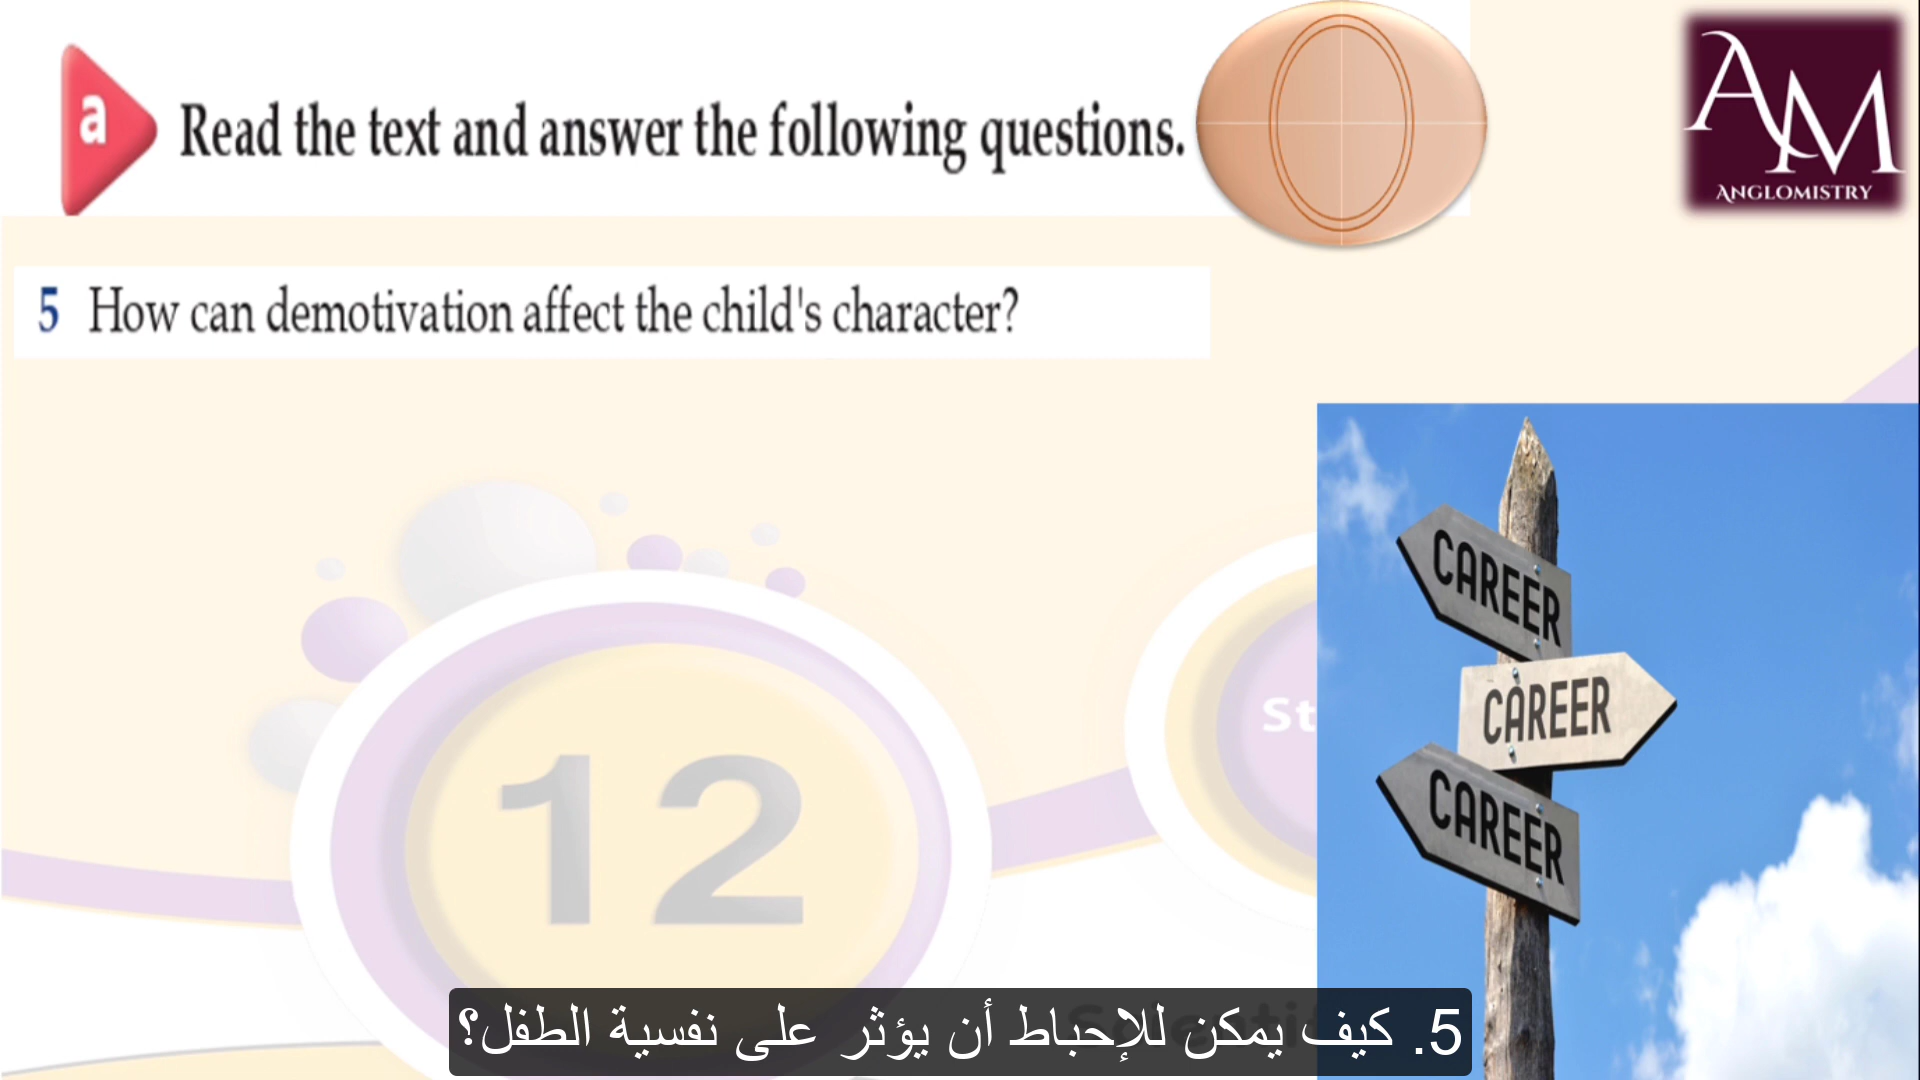 a
Read the text and answer the following questions.
AM
ANGLOMISTRY
5 How can demotivation affect the child's character?
CAREER
CAREER
CAREER
St
12
5. كيف يمكن للإحباط أن يؤثر على نفسية الطفل؟